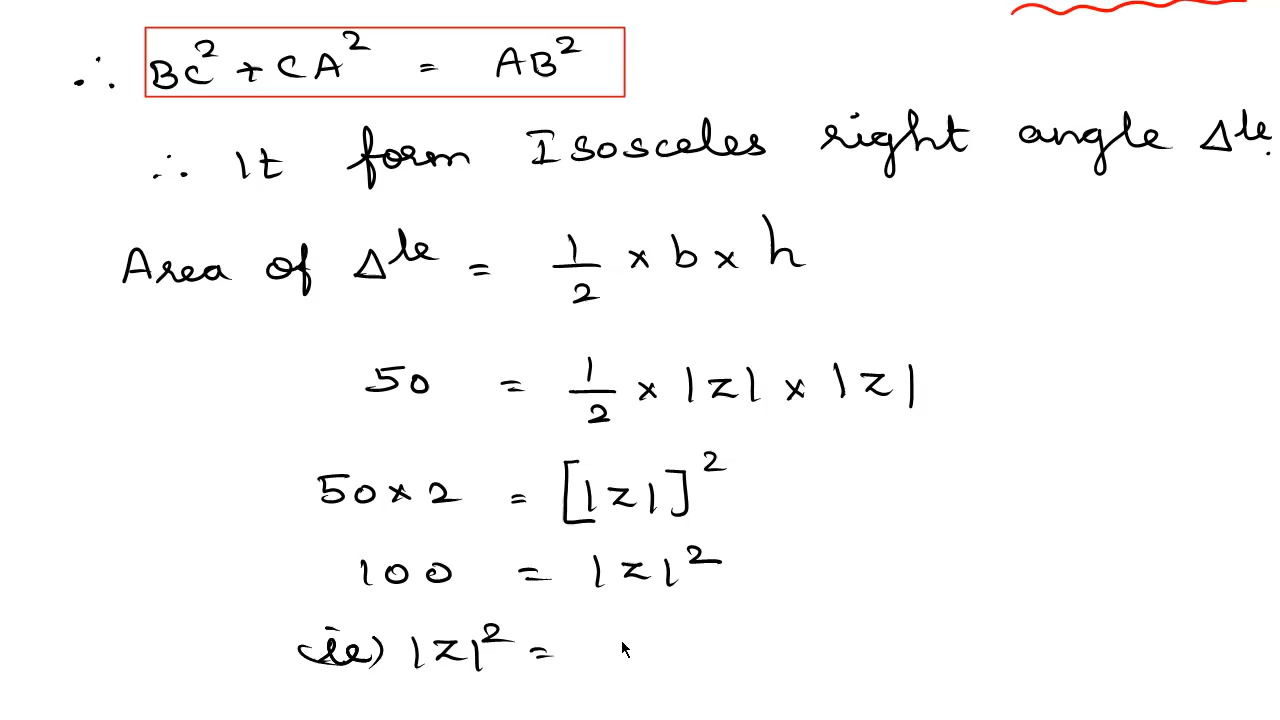 ∴ BC² + CA² = AB²
∴ It form Isosceles right angle Δle.
Area of Δle = 1/2 × b × h
50 = 1/2 × |z| × |z|
50 × 2 = [|z|]²
100 = |z|²
(ie) |z|² =